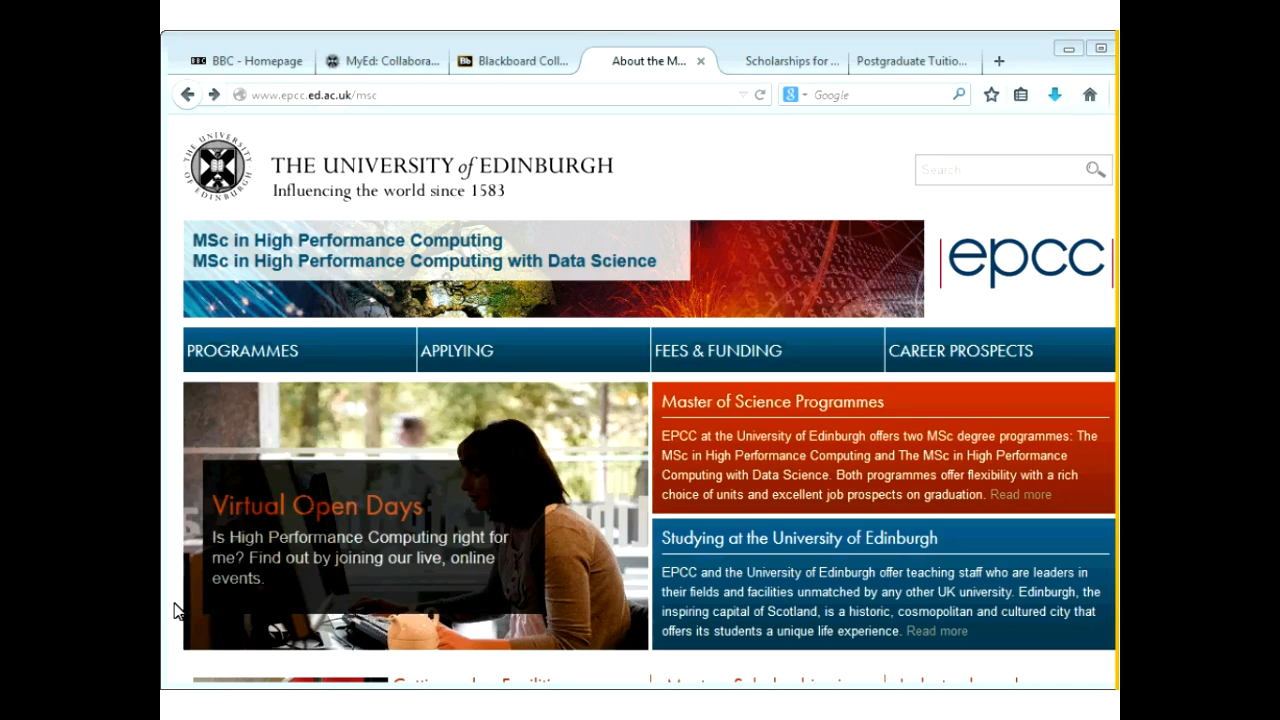 BBC - Homepage
MyEd: Collabora...
Blackboard Coll...
About the M...
Scholarships for ...
Postgraduate Tuitio...
www.epcc.ed.ac.uk/msc
Google
THE UNIVERSITY of EDINBURGH
Influencing the world since 1583
Search
MSc in High Performance Computing
MSc in High Performance Computing with Data Science
epcc
PROGRAMMES
APPLYING
FEES & FUNDING
CAREER PROSPECTS
Virtual Open Days
Is High Performance Computing right for
me? Find out by joining our live, online
events.
Master of Science Programmes
EPCC at the University of Edinburgh offers two MSc degree programmes: The
MSc in High Performance Computing and The MSc in High Performance
Computing with Data Science. Both programmes offer flexibility with a rich
choice of units and excellent job prospects on graduation. Read more
Studying at the University of Edinburgh
EPCC and the University of Edinburgh offer teaching staff who are leaders in
their fields and facilities unmatched by any other UK university. Edinburgh, the
inspiring capital of Scotland, is a historic, cosmopolitan and cultured city that
offers its students a unique life experience. Read more